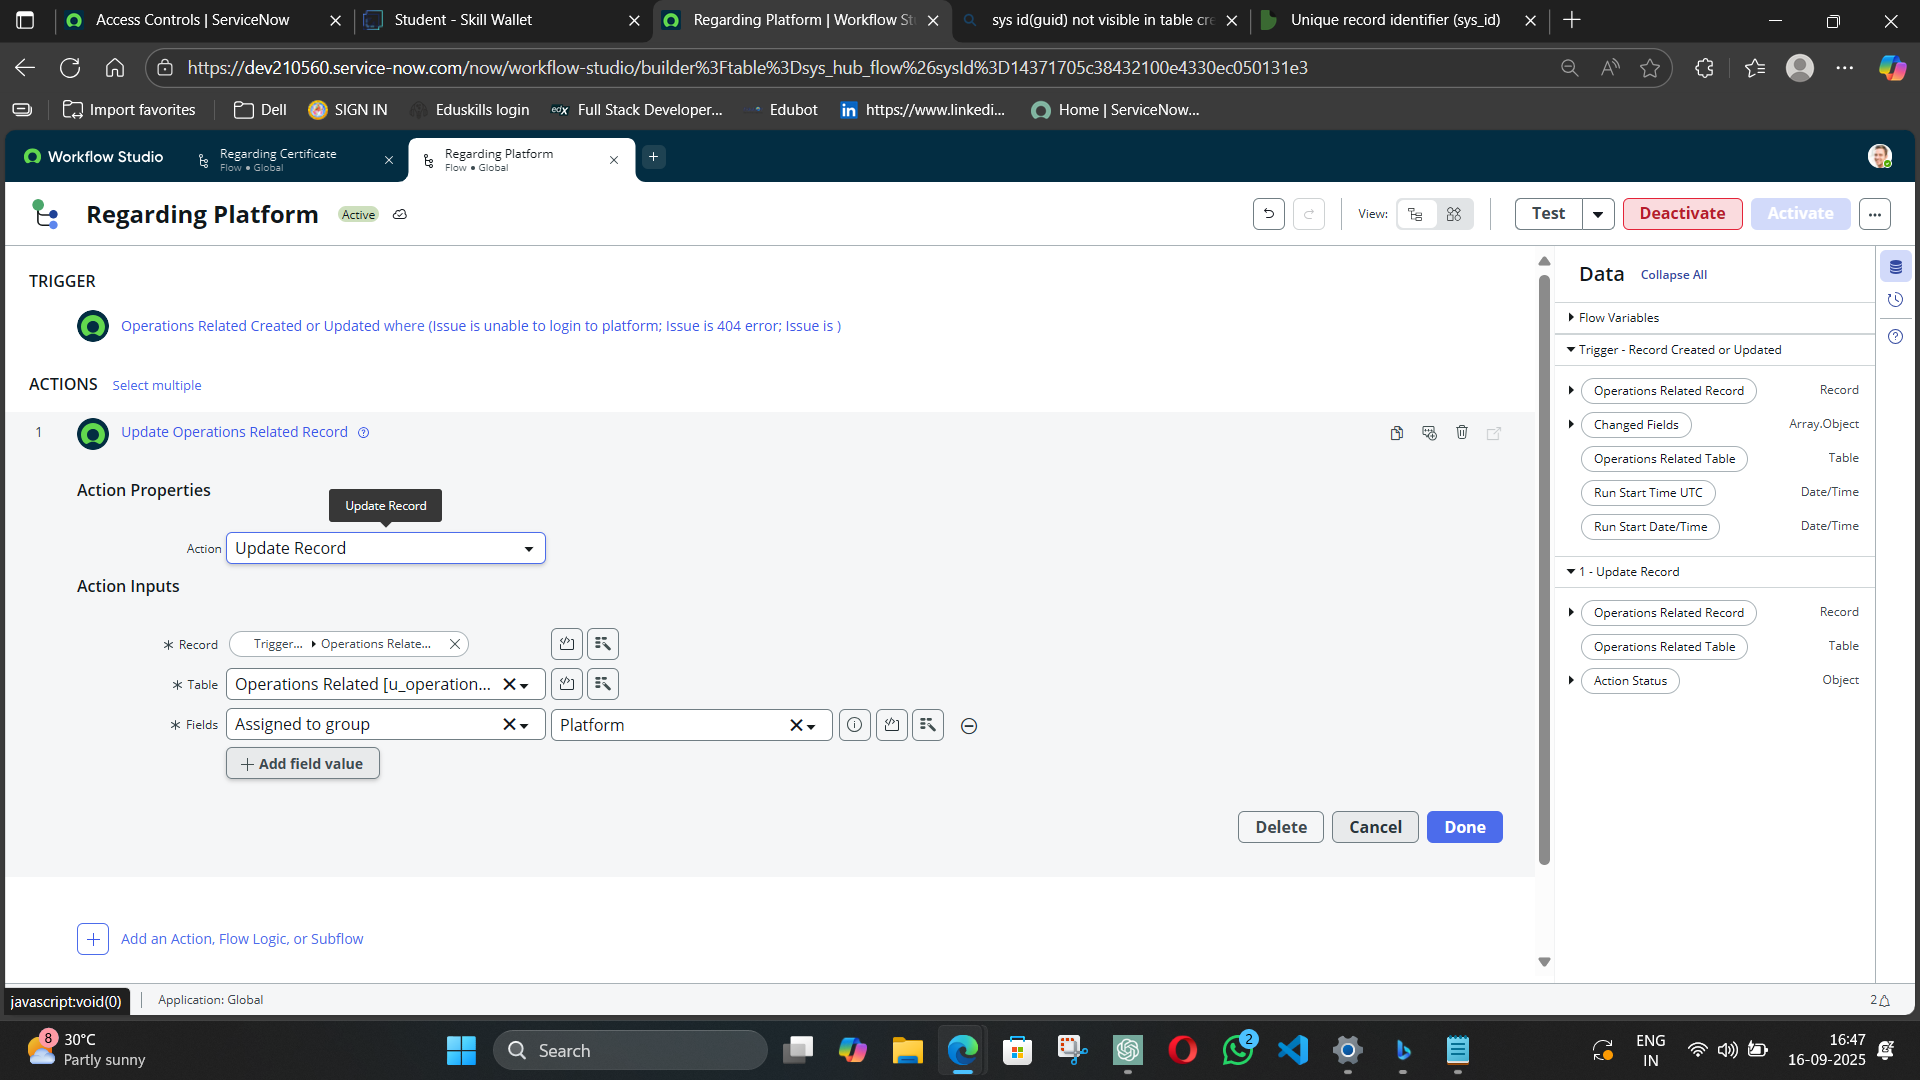 Access Controls | ServiceNow
Student - Skill Wallet
Regarding Platform | Workflow St
sys id(guid) not visible in table cre
Unique record identifier (sys_id)
https://dev210560.service-now.com/now/workflow-studio/builder%3Ftable%3Dsys_hub_flow%26sysId%3D14371705c38432100e4330ec050131e3
Import favorites
Dell
SIGN IN
Eduskills login
edX
Full Stack Developer...
Edubot
https://www.linkedi...
Home | ServiceNow...
Workflow Studio
Regarding Certificate
Flow • Global
Regarding Platform
Flow • Global
Regarding Platform
Active
View:
Test
Deactivate
Activate
TRIGGER
Operations Related Created or Updated where (Issue is unable to login to platform; Issue is 404 error; Issue is )
ACTIONS
Select multiple
1
Update Operations Related Record
Action Properties
Update Record
Action
Update Record
Action Inputs
* Record
Trigger...
Operations Relate...
* Table
Operations Related [u_operation...
* Fields
Assigned to group
Platform
+ Add field value
Delete
Cancel
Done
Add an Action, Flow Logic, or Subflow
Data
Collapse All
Flow Variables
Trigger - Record Created or Updated
Operations Related Record
Record
Changed Fields
Array.Object
Operations Related Table
Table
Run Start Time UTC
Date/Time
Run Start Date/Time
Date/Time
1 - Update Record
Operations Related Record
Record
Operations Related Table
Table
Action Status
Object
javascript:void(0)
Application: Global
2
8
30°C
Partly sunny
Search
2
ENG
IN
16:47
16-09-2025